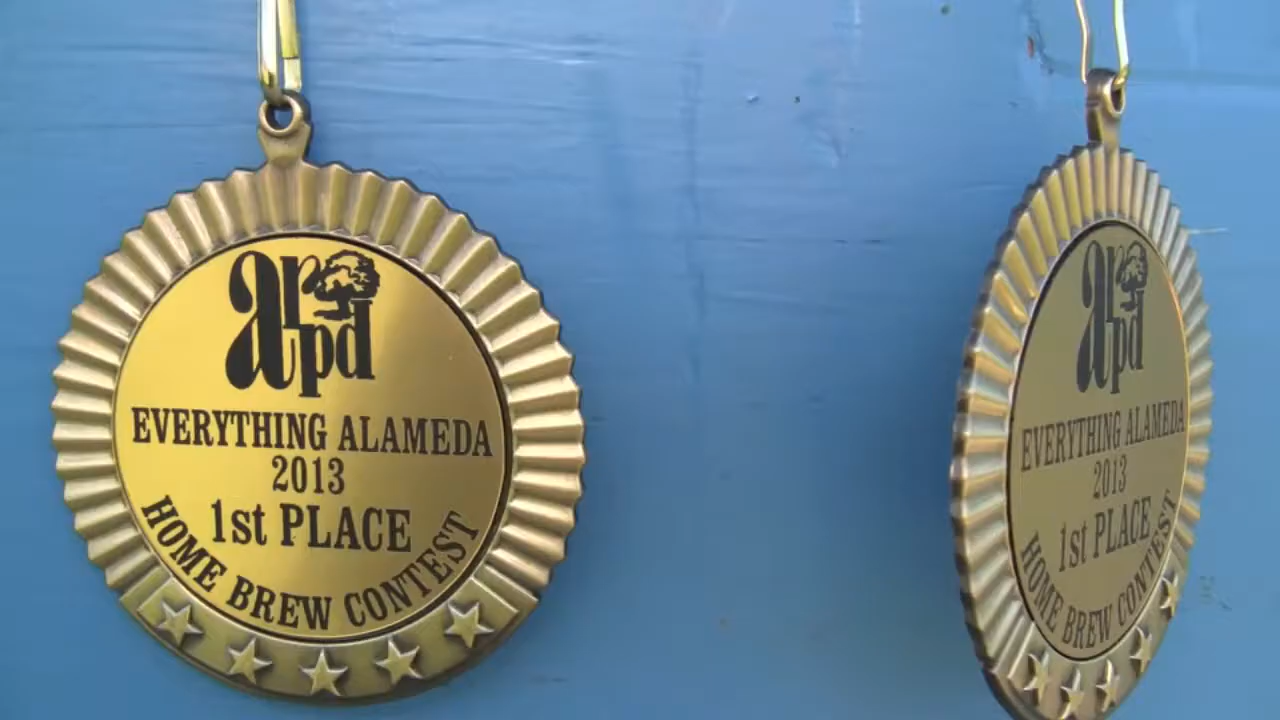 arpd
EVERYTHING ALAMEDA
2013
1st PLACE
HOME BREW CONTEST
arpd
EVERYTHING ALAMEDA
2013
1st PLACE
HOME BREW CONTEST